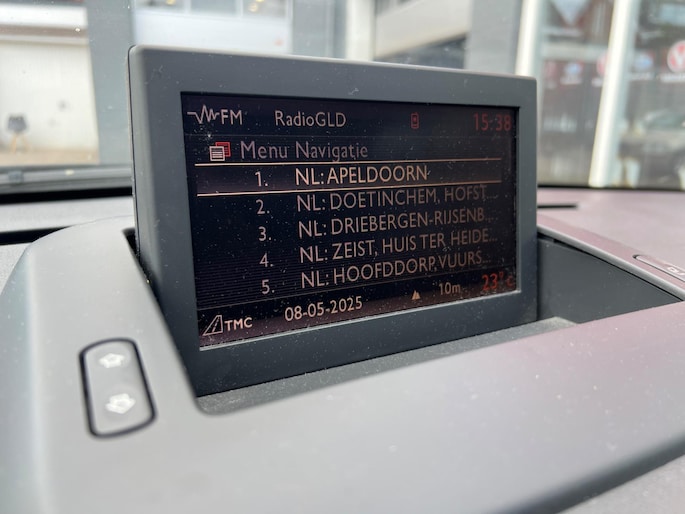 FM RadioGLD 15:38
Menu Navigatie
1. NL: APELDOORN
2. NL: DOETINCHEM, HOFST...
3. NL: DRIEBERGEN-RIJSENB...
4. NL: ZEIST, HUIS TER HEIDE...
5. NL: HOOFDDORP, VUURS...
TMC 08-05-2025 10m 23°C